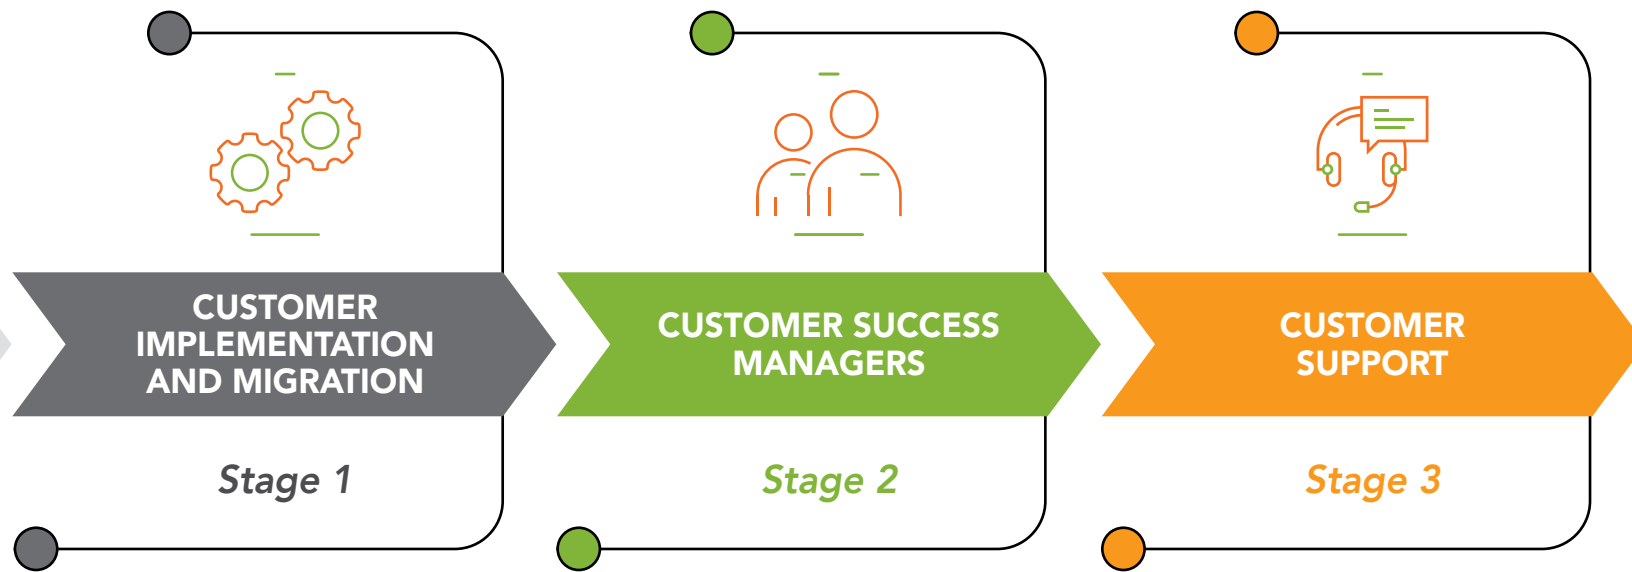 CUSTOMER
IMPLEMENTATION
AND MIGRATION
Stage 1
CUSTOMER SUCCESS
MANAGERS
Stage 2
CUSTOMER
SUPPORT
Stage 3